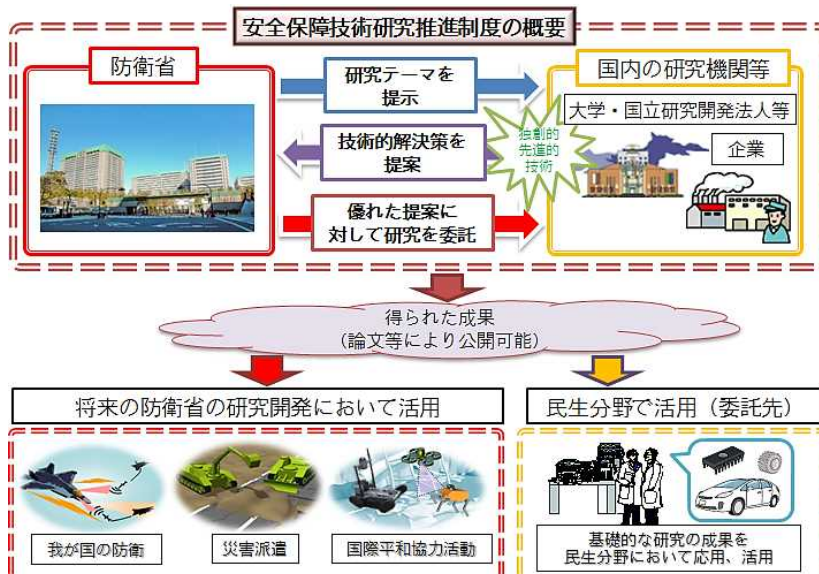 安全保障技術研究推進制度の概要
防衛省
研究テーマを
提示
技術的解決策を
提案
優れた提案に
対して研究を委託
独創的
先進的
技術
国内の研究機関等
大学・国立研究開発法人等
企業
得られた成果
(論文等により公開可能)
将来の防衛省の研究開発において活用
我が国の防衛
災害派遣
国際平和協力活動
民生分野で活用(委託先)
基礎的な研究の成果を
民生分野において応用、活用